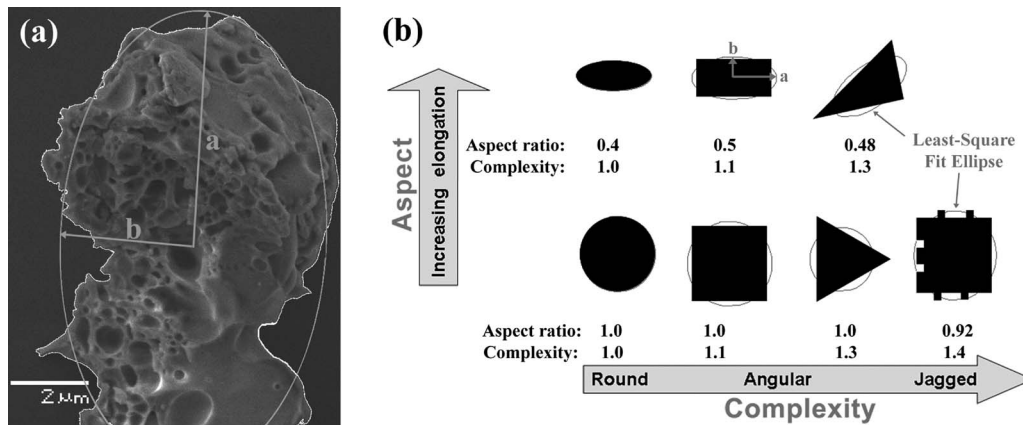 (a)
a
b
2 μm
(b)
Aspect
Increasing elongation
b
a
Aspect ratio: 0.4 0.5 0.48
Complexity: 1.0 1.1 1.3
Least-Square
Fit Ellipse
Aspect ratio: 1.0 1.0 1.0 0.92
Complexity: 1.0 1.1 1.3 1.4
Round Angular Jagged
Complexity